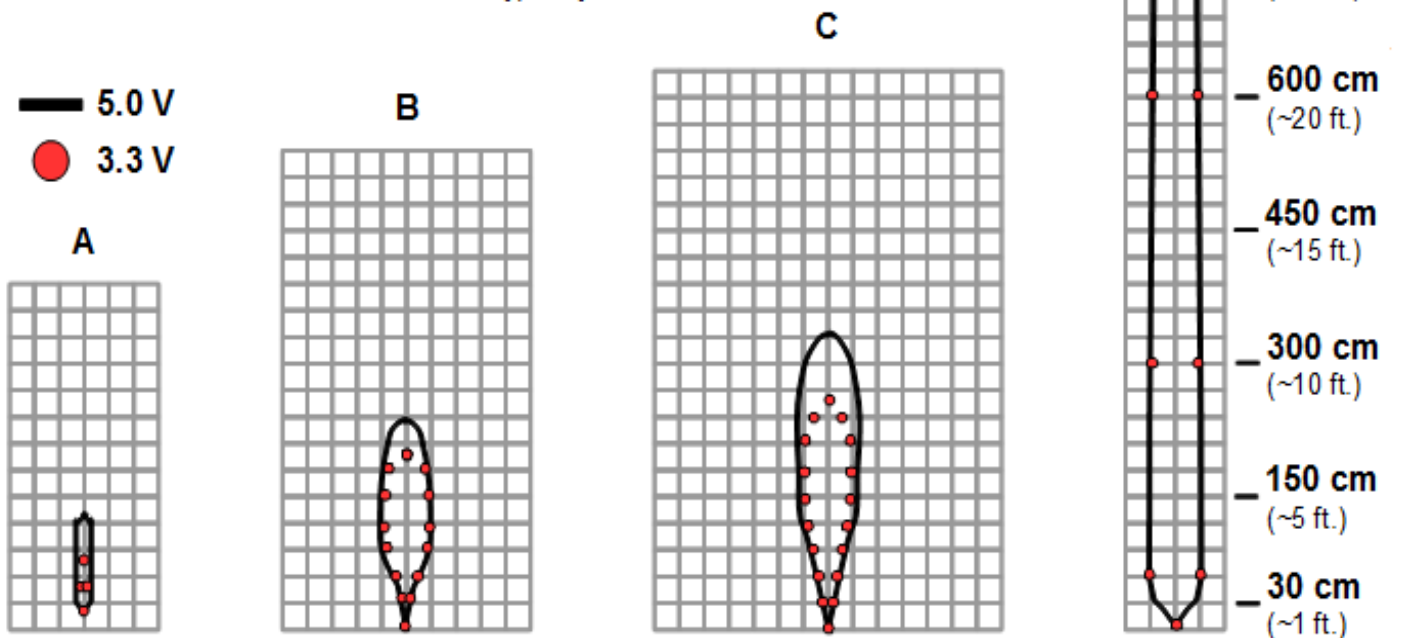 C
5.0 V
B
3.3 V
A
600 cm
(~20 ft.)
450 cm
(~15 ft.)
300 cm
(~10 ft.)
150 cm
(~5 ft.)
30 cm
(~1 ft.)